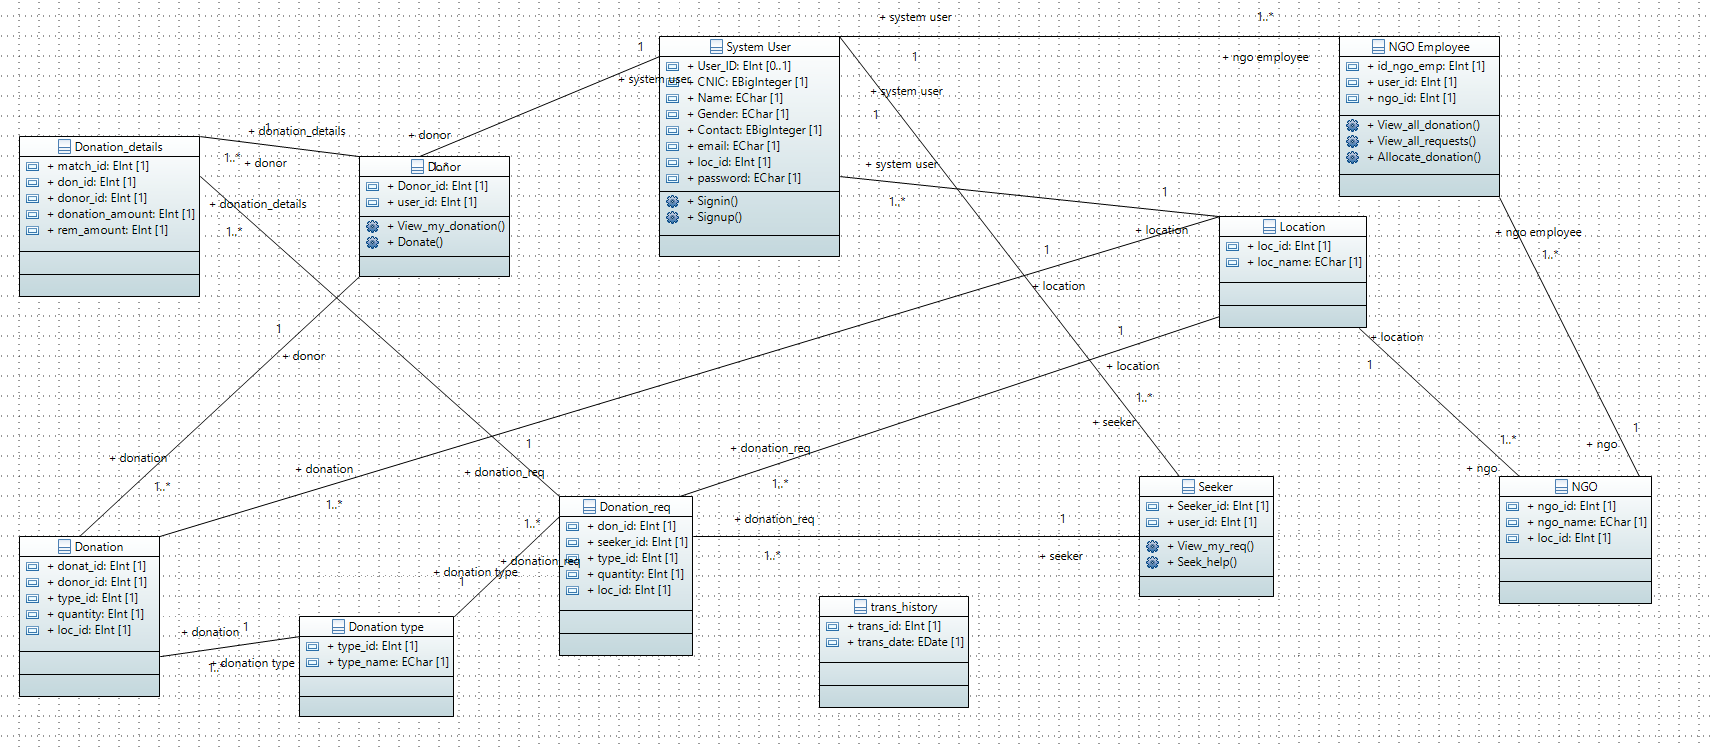 + system user
1..*
1
System User
+ User_ID: EInt [0..1]
+ CNIC: EBigInteger [1]
+ Name: EChar [1]
+ Gender: EChar [1]
+ Contact: EBigInteger [1]
+ email: EChar [1]
+ loc_id: EInt [1]
+ password: EChar [1]
+ Signin()
+ Signup()
1
+ ngo employee
NGO Employee
+ id_ngo_emp: EInt [1]
+ user_id: EInt [1]
+ ngo_id: EInt [1]
+ View_all_donation()
+ View_all_requests()
+ Allocate_donation()
+ system user
+ system user
1
+ donor
Donation_details
+ match_id: EInt [1]
+ don_id: EInt [1]
+ donor_id: EInt [1]
+ donation_amount: EInt [1]
+ rem_amount: EInt [1]
1
+ donation_details
1..*
+ donor
Donor
1..*
+ Donor_id: EInt [1]
+ user_id: EInt [1]
+ View_my_donation()
+ Donate()
+ donation_details
1..*
+ system user
1..*
1
+ location
1
Location
+ loc_id: EInt [1]
+ loc_name: EChar [1]
+ ngo employee
1..*
+ location
1
+ donor
1
+ location
+ location
1
1..*
+ seeker
1
+ ngo
1..*
+ ngo
+ donation
1..*
1
+ donation
1..*
+ donation_req
+ donation_req
1..*
Donation
+ donat_id: EInt [1]
+ donor_id: EInt [1]
+ type_id: EInt [1]
+ quantity: EInt [1]
+ loc_id: EInt [1]
Donation_req
+ don_id: EInt [1]
+ seeker_id: EInt [1]
+ type_id: EInt [1]
+ quantity: EInt [1]
+ loc_id: EInt [1]
1..*
+ donation_req
+ donation type
1
+ donation_req
1..*
1
+ seeker
Seeker
+ Seeker_id: EInt [1]
+ user_id: EInt [1]
+ View_my_req()
+ Seek_help()
NGO
+ ngo_id: EInt [1]
+ ngo_name: EChar [1]
+ loc_id: EInt [1]
+ donation
1
1..*
+ donation type
Donation type
+ type_id: EInt [1]
+ type_name: EChar [1]
trans_history
+ trans_id: EInt [1]
+ trans_date: EDate [1]